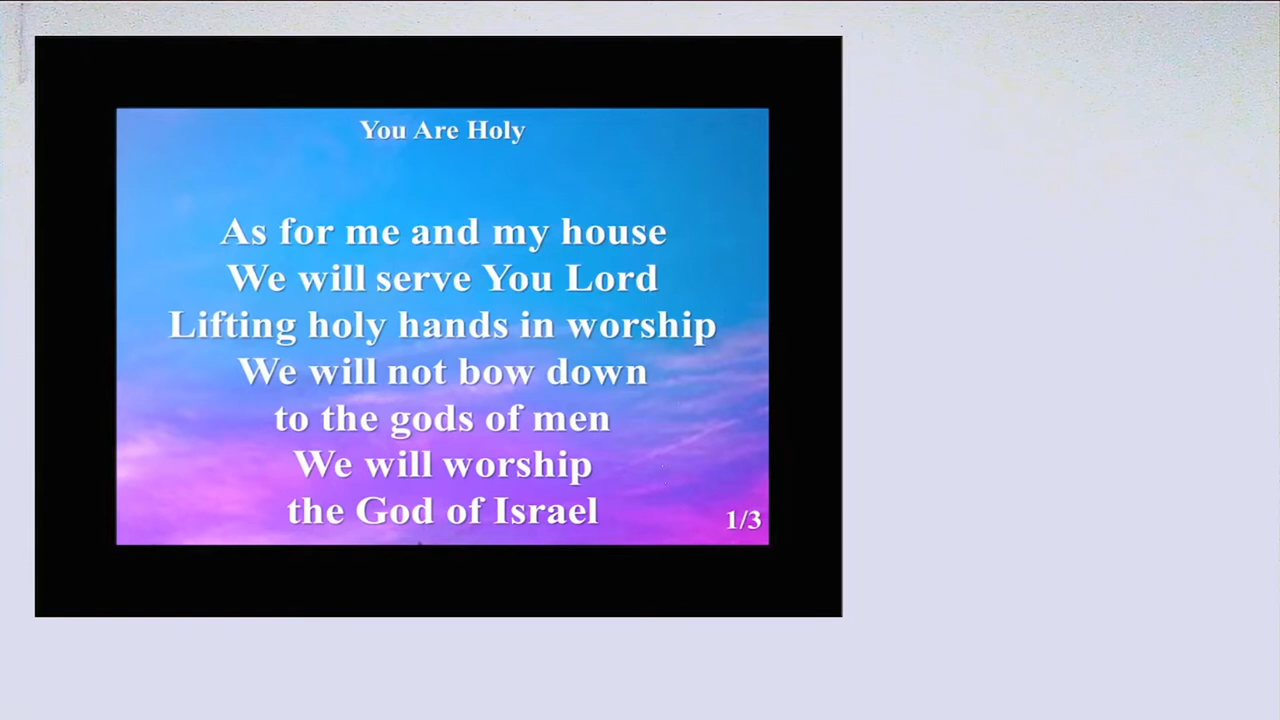 You Are Holy
As for me and my house
We will serve You Lord
Lifting holy hands in worship
We will not bow down
to the gods of men
We will worship
the God of Israel
1/3